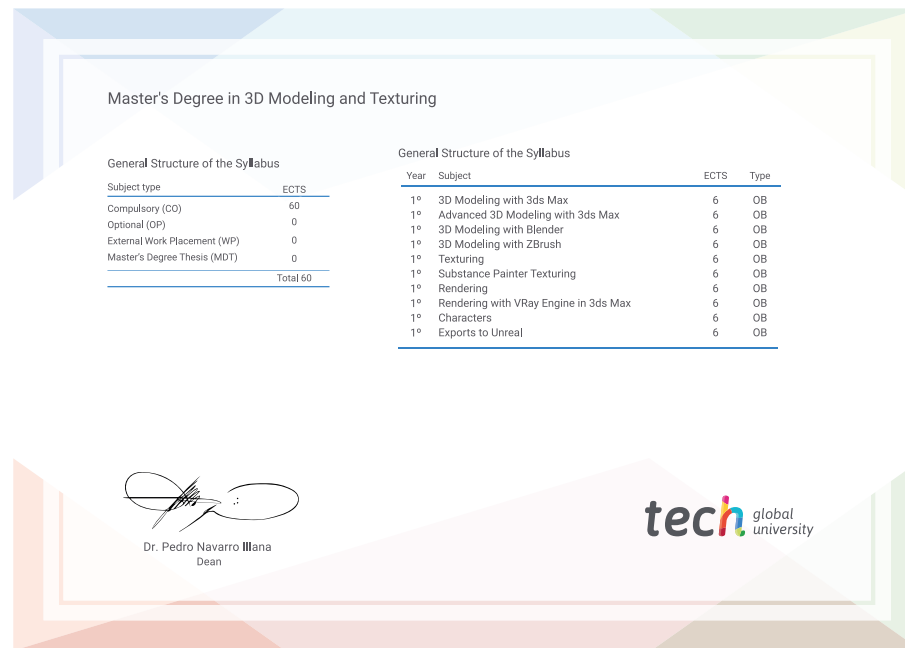 Master's Degree in 3D Modeling and Texturing
General Structure of the Syllabus
Subject type ECTS
Compulsory (CO) 60
Optional (OP) 0
External Work Placement (WP) 0
Master's Degree Thesis (MDT) 0
Total 60
General Structure of the Syllabus
Year Subject ECTS Type
1º 3D Modeling with 3ds Max 6 OB
1º Advanced 3D Modeling with 3ds Max 6 OB
1º 3D Modeling with Blender 6 OB
1º 3D Modeling with ZBrush 6 OB
1º Texturing 6 OB
1º Substance Painter Texturing 6 OB
1º Rendering 6 OB
1º Rendering with VRay Engine in 3ds Max 6 OB
1º Characters 6 OB
1º Exports to Unreal 6 OB
Dr. Pedro Navarro Illana
Dean
tech global university